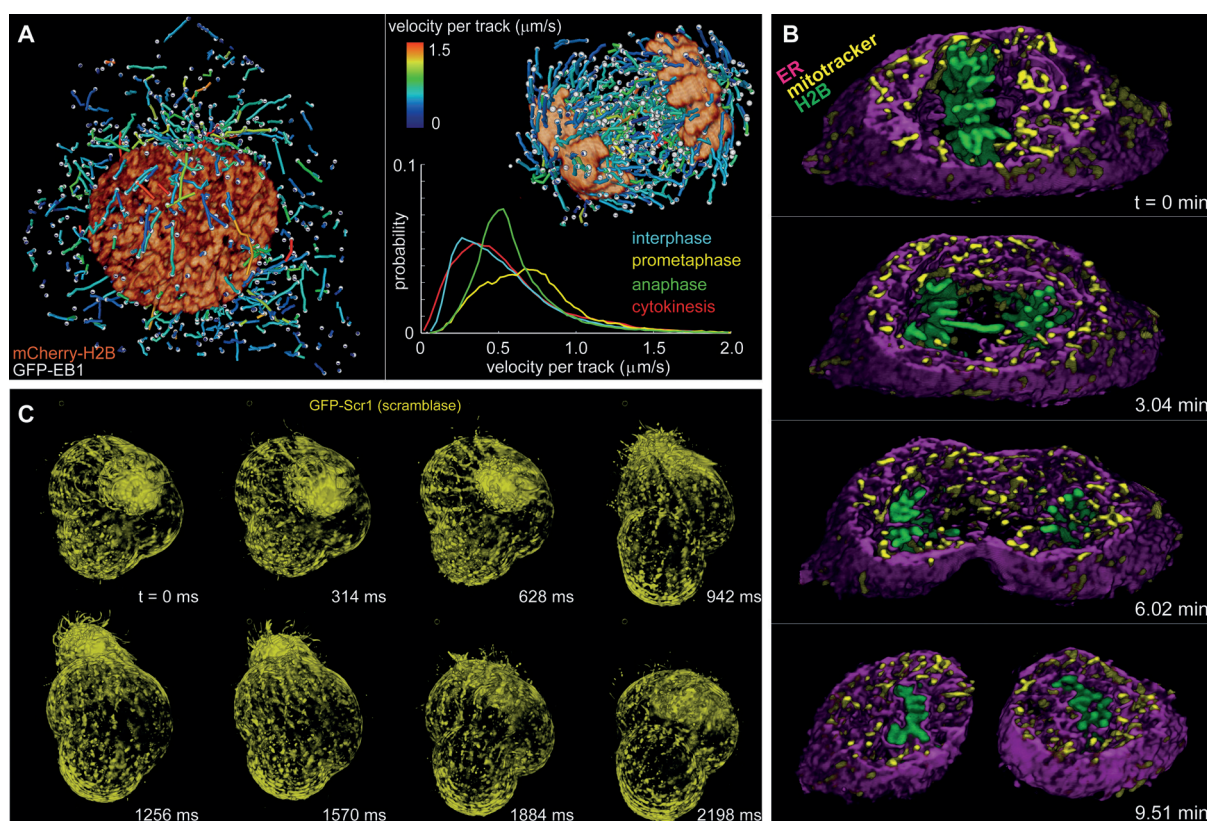 A
velocity per track (μm/s)
1.5
0
mCherry-H2B
GFP-EB1
0.1
probability
0
interphase
prometaphase
anaphase
cytokinesis
0
0.5
1.0
1.5
2.0
velocity per track (μm/s)
B
ER
mitotracker
H2B
t = 0 min
3.04 min
6.02 min
9.51 min
C
GFP-Scr1 (scramblase)
t = 0 ms
314 ms
628 ms
942 ms
1256 ms
1570 ms
1884 ms
2198 ms